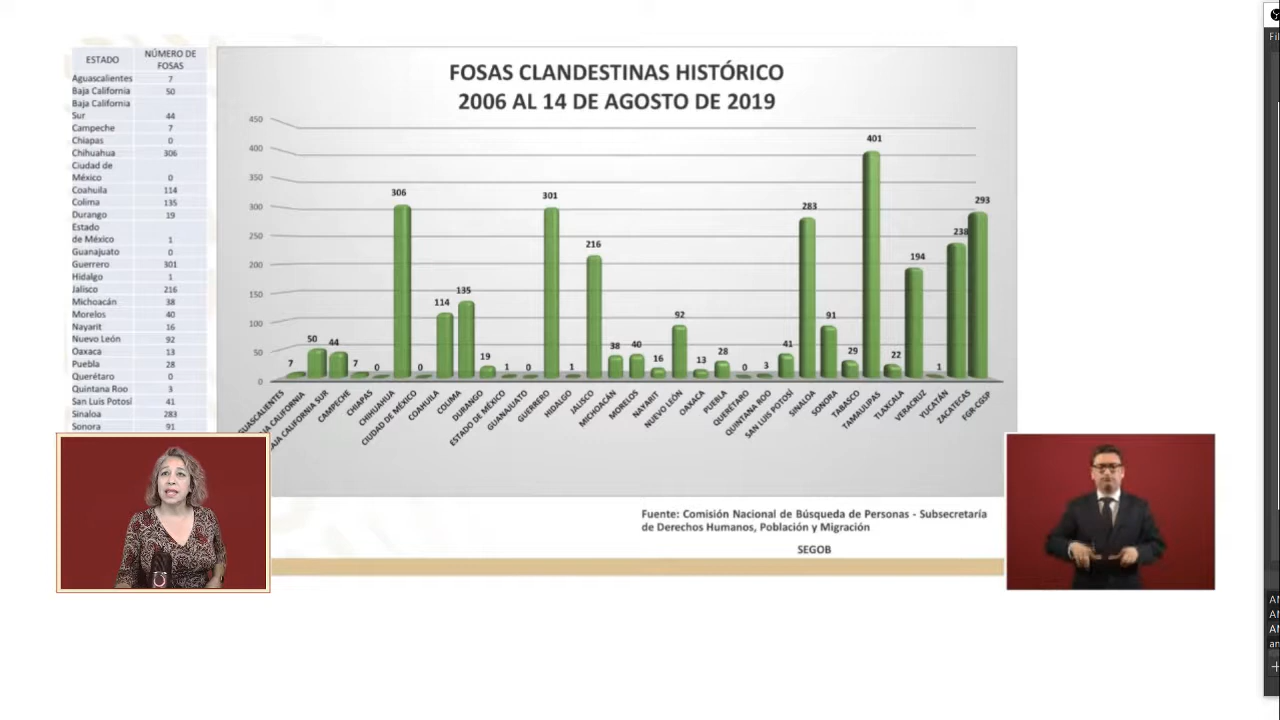 ESTADO NÚMERO DE FOSAS
Aguascalientes 7
Baja California 50
Baja California Sur 44
Campeche 7
Chiapas 0
Chihuahua 306
Ciudad de México 0
Coahuila 114
Colima 135
Durango 19
Estado de México 1
Guanajuato 0
Guerrero 301
Hidalgo 1
Jalisco 216
Michoacán 38
Morelos 40
Nayarit 16
Nuevo León 92
Oaxaca 13
Puebla 28
Querétaro 0
Quintana Roo 3
San Luis Potosí 41
Sinaloa 283
Sonora 91
FOSAS CLANDESTINAS HISTÓRICO
2006 AL 14 DE AGOSTO DE 2019
450
400
350
300
250
200
150
100
50
0
7 50 44 7 0 306 0 114 135 19 1 0 301 1 216 38 40 16 92 13 28 0 3 41 283 91 29 401 22 194 1 238 293
GUASCALIENTES
JA CALIFORNIA
AJA CALIFORNIA SUR
CAMPECHE
CHIAPAS
CHIHUAHUA
CIUDAD DE MÉXICO
COAHUILA
COLIMA
DURANGO
ESTADO DE MÉXICO
GUANAJUATO
GUERRERO
HIDALGO
JALISCO
MICHOACÁN
MORELOS
NAYARIT
NUEVO LEÓN
OAXACA
PUEBLA
QUERÉTARO
QUINTANA ROO
SAN LUIS POTOSÍ
SINALOA
SONORA
TABASCO
TAMAULIPAS
TLAXCALA
VERACRUZ
YUCATÁN
ZACATECAS
FGR-CGSP
Fuente: Comisión Nacional de Búsqueda de Personas - Subsecretaría
de Derechos Humanos, Población y Migración
SEGOB